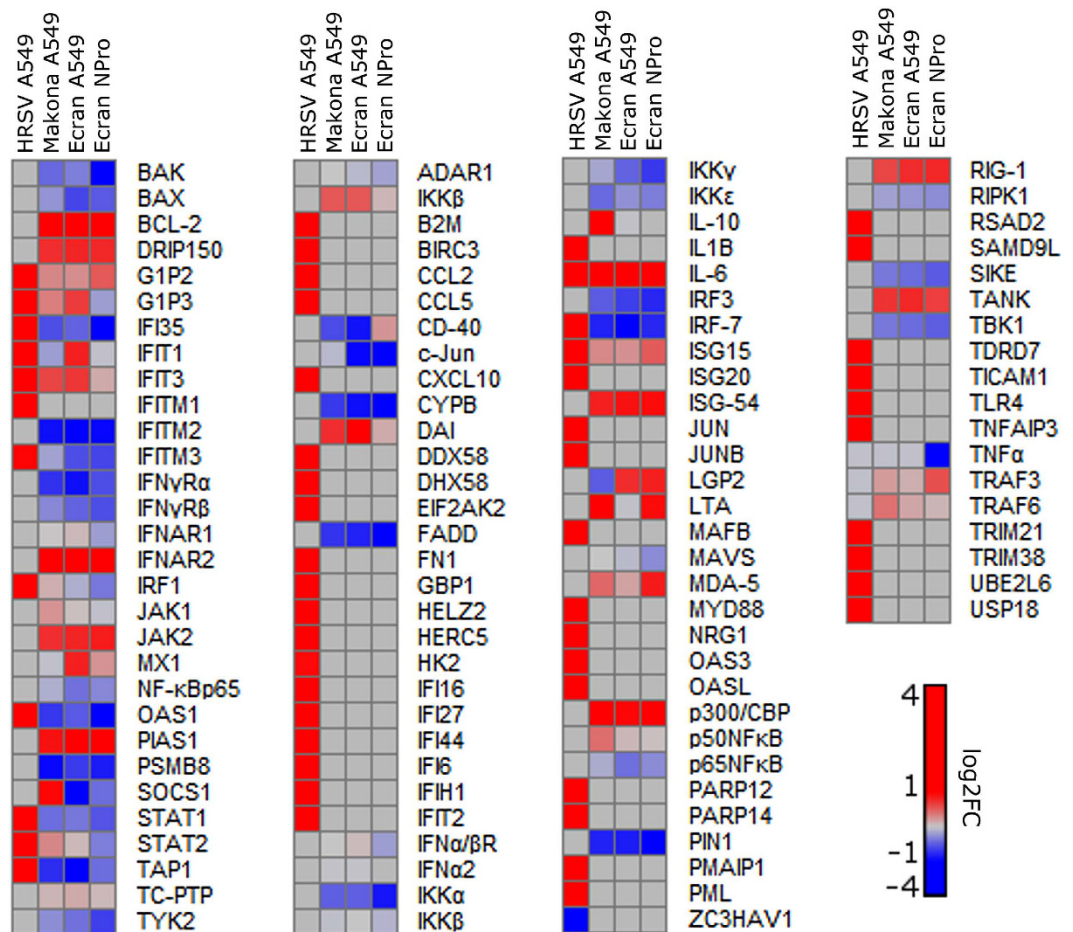 HRSV A549
Makona A549
Ecran A549
Ecran NPro
BAK
BAX
BCL-2
DRIP150
G1P2
G1P3
IFI35
IFIT1
IFIT3
IFITM1
IFITM2
IFITM3
IFNγRα
IFNγRβ
IFNAR1
IFNAR2
IRF1
JAK1
JAK2
MX1
NF-κBp65
OAS1
PIAS1
PSMB8
SOCS1
STAT1
STAT2
TAP1
TC-PTP
TYK2
HRSV A549
Makona A549
Ecran A549
Ecran NPro
ADAR1
IKKβ
B2M
BIRC3
CCL2
CCL5
CD-40
c-Jun
CXCL10
CYPB
DAI
DDX58
DHX58
EIF2AK2
FADD
FN1
GBP1
HELZ2
HERC5
HK2
IFI16
IFI27
IFI44
IFI6
IFIH1
IFIT2
IFNα/βR
IFNα2
IKKα
IKKβ
HRSV A549
Makona A549
Ecran A549
Ecran NPro
IKKγ
IKKε
IL-10
IL1B
IL-6
IRF3
IRF-7
ISG15
ISG20
ISG-54
JUN
JUNB
LGP2
LTA
MAFB
MAVS
MDA-5
MYD88
NRG1
OAS3
OASL
p300/CBP
p50NFκB
p65NFκB
PARP12
PARP14
PIN1
PMAIP1
PML
ZC3HAV1
HRSV A549
Makona A549
Ecran A549
Ecran NPro
RIG-1
RIPK1
RSAD2
SAMD9L
SIKE
TANK
TBK1
TDRD7
TICAM1
TLR4
TNFAIP3
TNFα
TRAF3
TRAF6
TRIM21
TRIM38
UBE2L6
USP18
4
1
-1
-4
log2FC